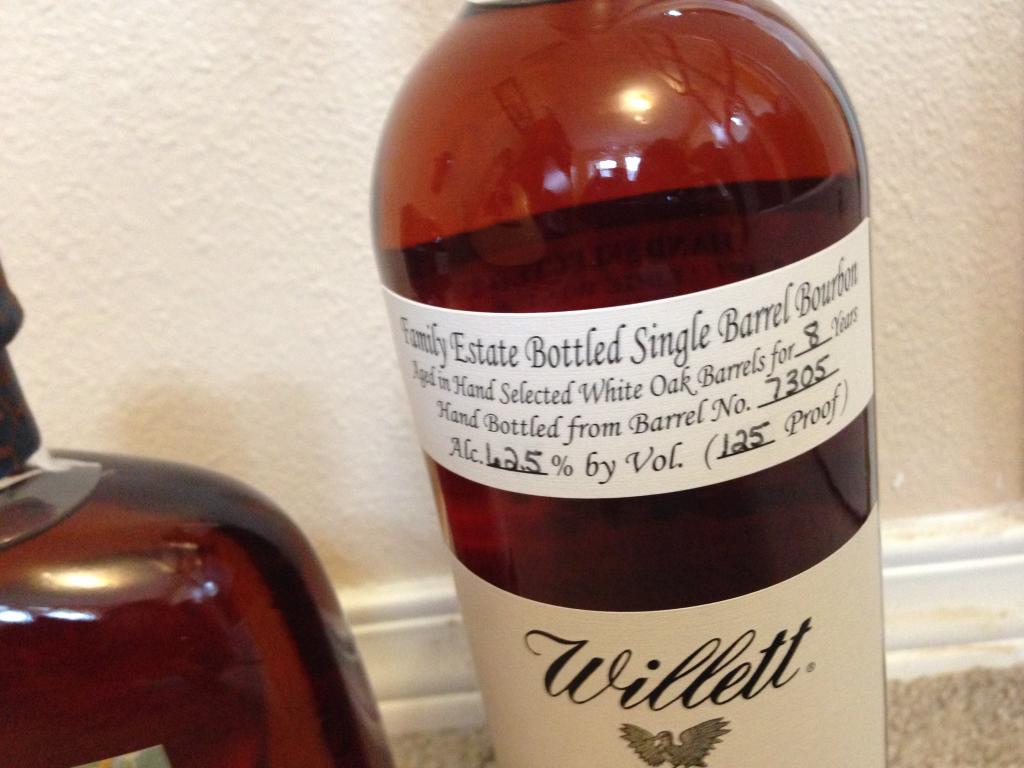 Family Estate Bottled Single Barrel Bourbon
Aged in Hand Selected White Oak Barrels for 8 Years
Hand Bottled from Barrel No. 7305
Alc. 62.5 % by Vol. (125 Proof)
Willett®